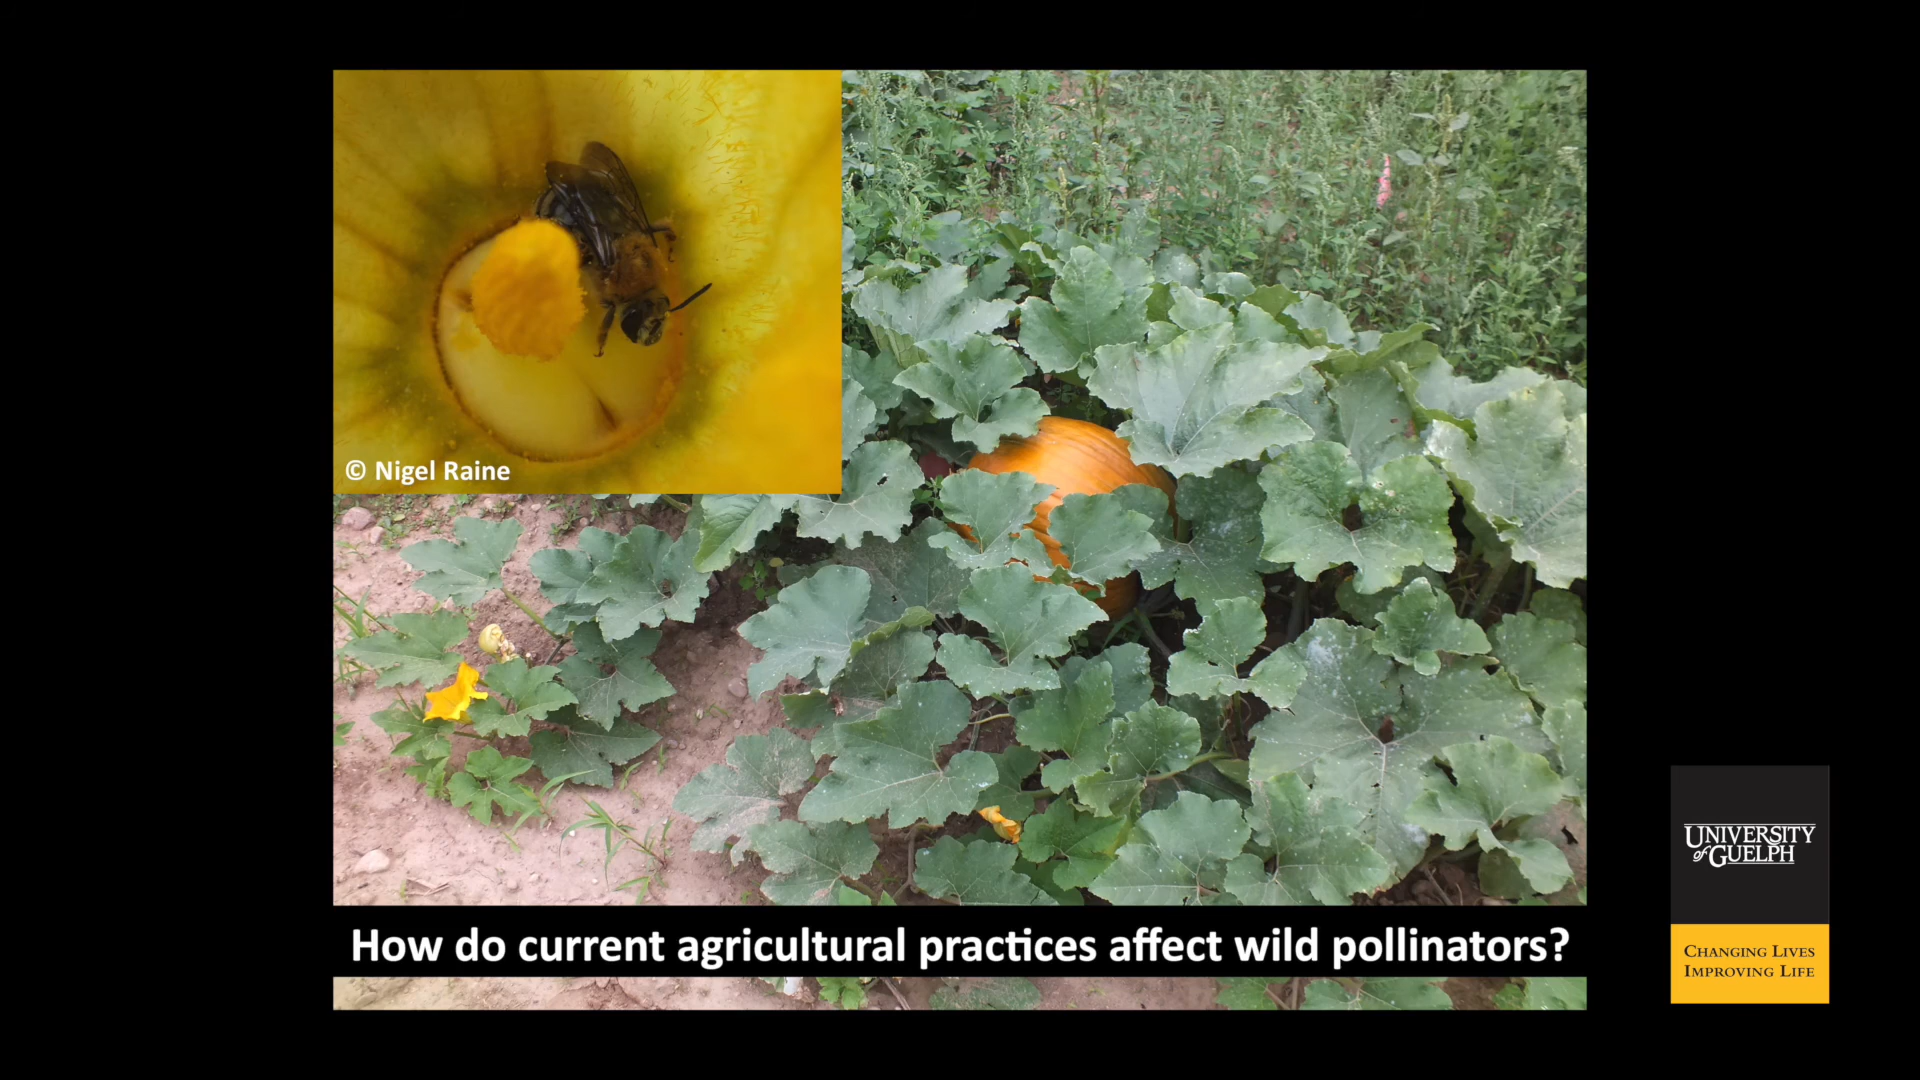 © Nigel Raine
How do current agricultural practices affect wild pollinators?
UNIVERSITY
of GUELPH
CHANGING LIVES
IMPROVING LIFE